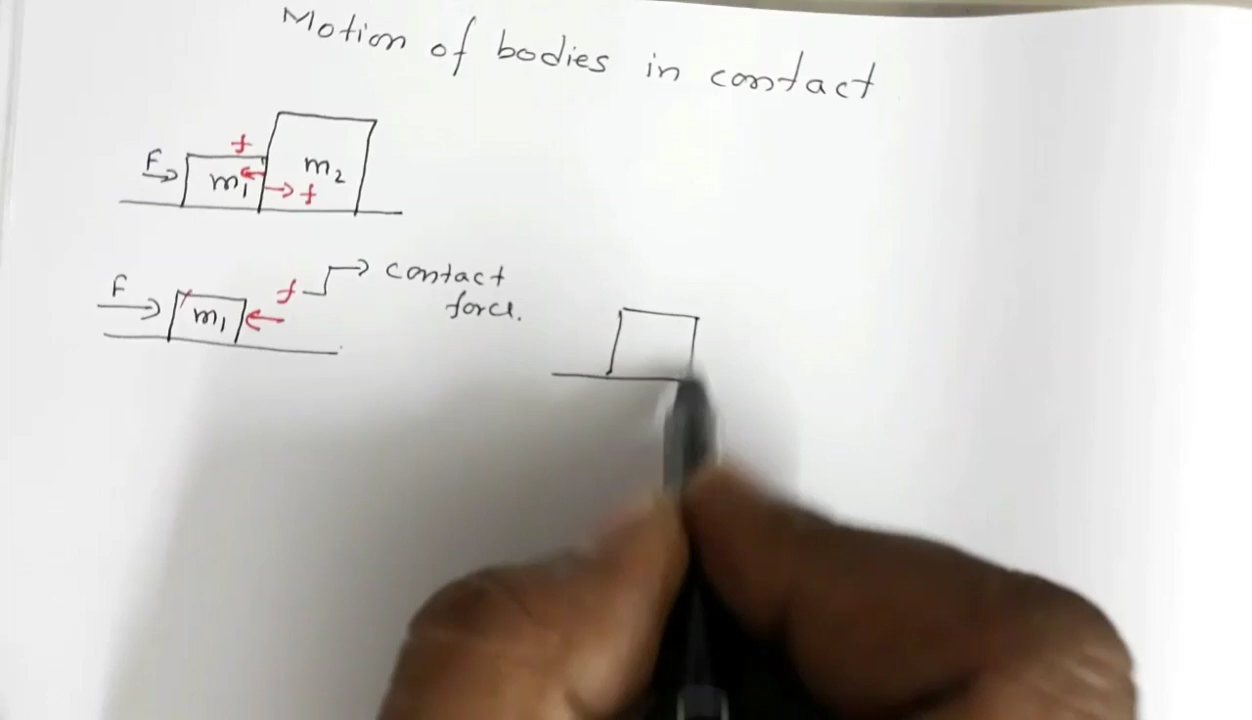 Motion of bodies in contact
F
f
m1
m2
f
F
m1
f
contact
force.